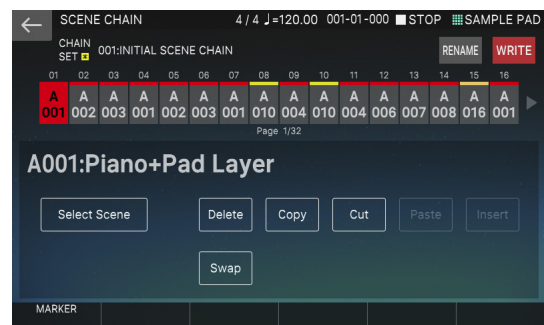 SCENE CHAIN 4/4 ♩=120.00 001-01-000 STOP SAMPLE PAD
CHAIN SET E 001:INITIAL SCENE CHAIN RENAME WRITE
01 02 03 04 05 06 07 08 09 10 11 12 13 14 15 16
A A A A A A A A A A A A A A A A
001 002 003 001 002 003 001 010 004 010 004 006 007 008 016 001
Page 1/32
A001:Piano+Pad Layer
Select Scene Delete Copy Cut Paste Insert
Swap
MARKER